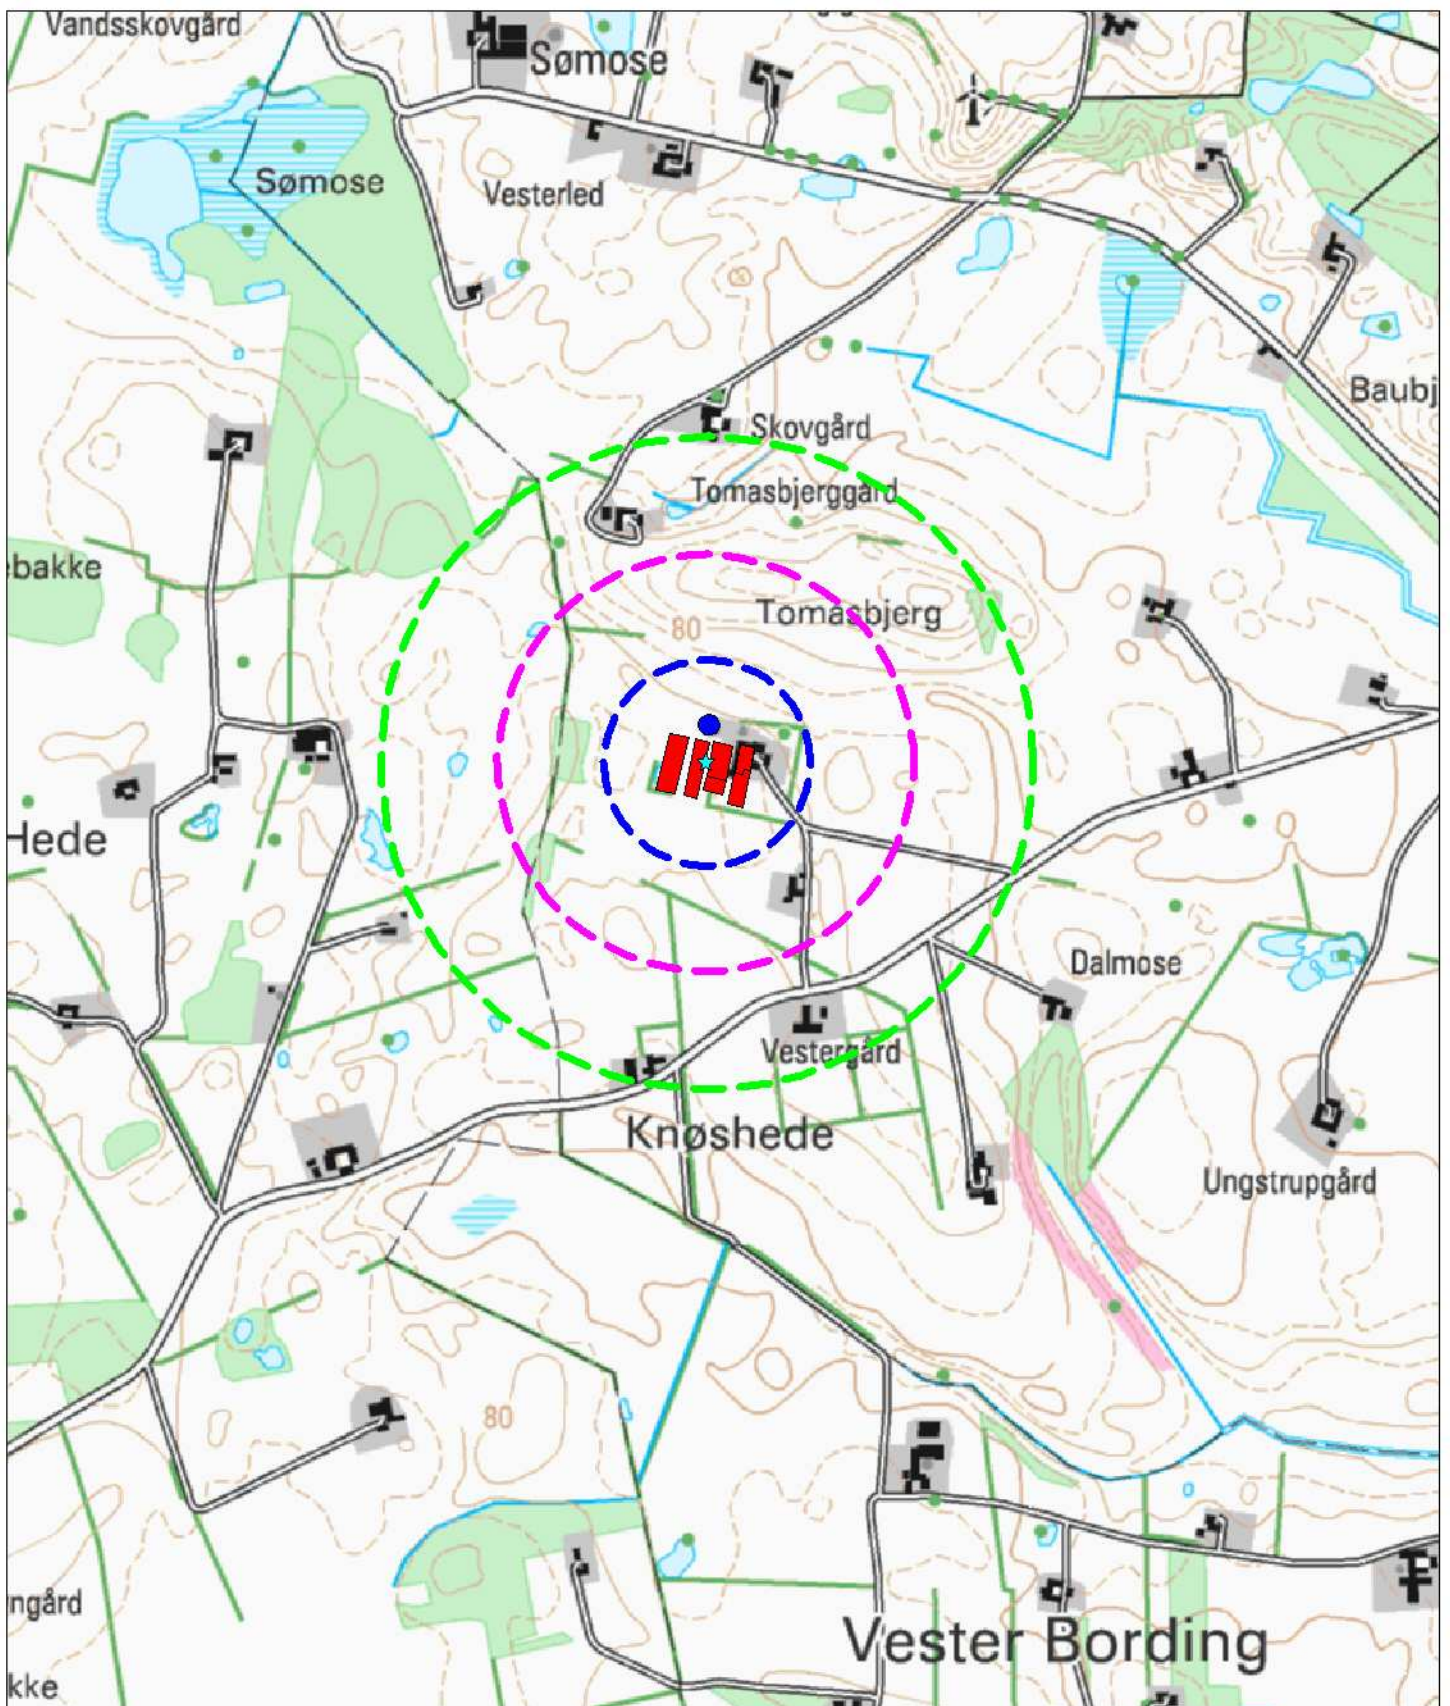 Vandsskovgård
Sømose
Sømose
Vesterled
Baubj
Skovgård
Tomasbjerggård
ebakke
Tomasbjerg
80
Hede
Dalmose
Vestergård
Knøshede
Ungstrupgård
80
ngård
Vester Bording
kke